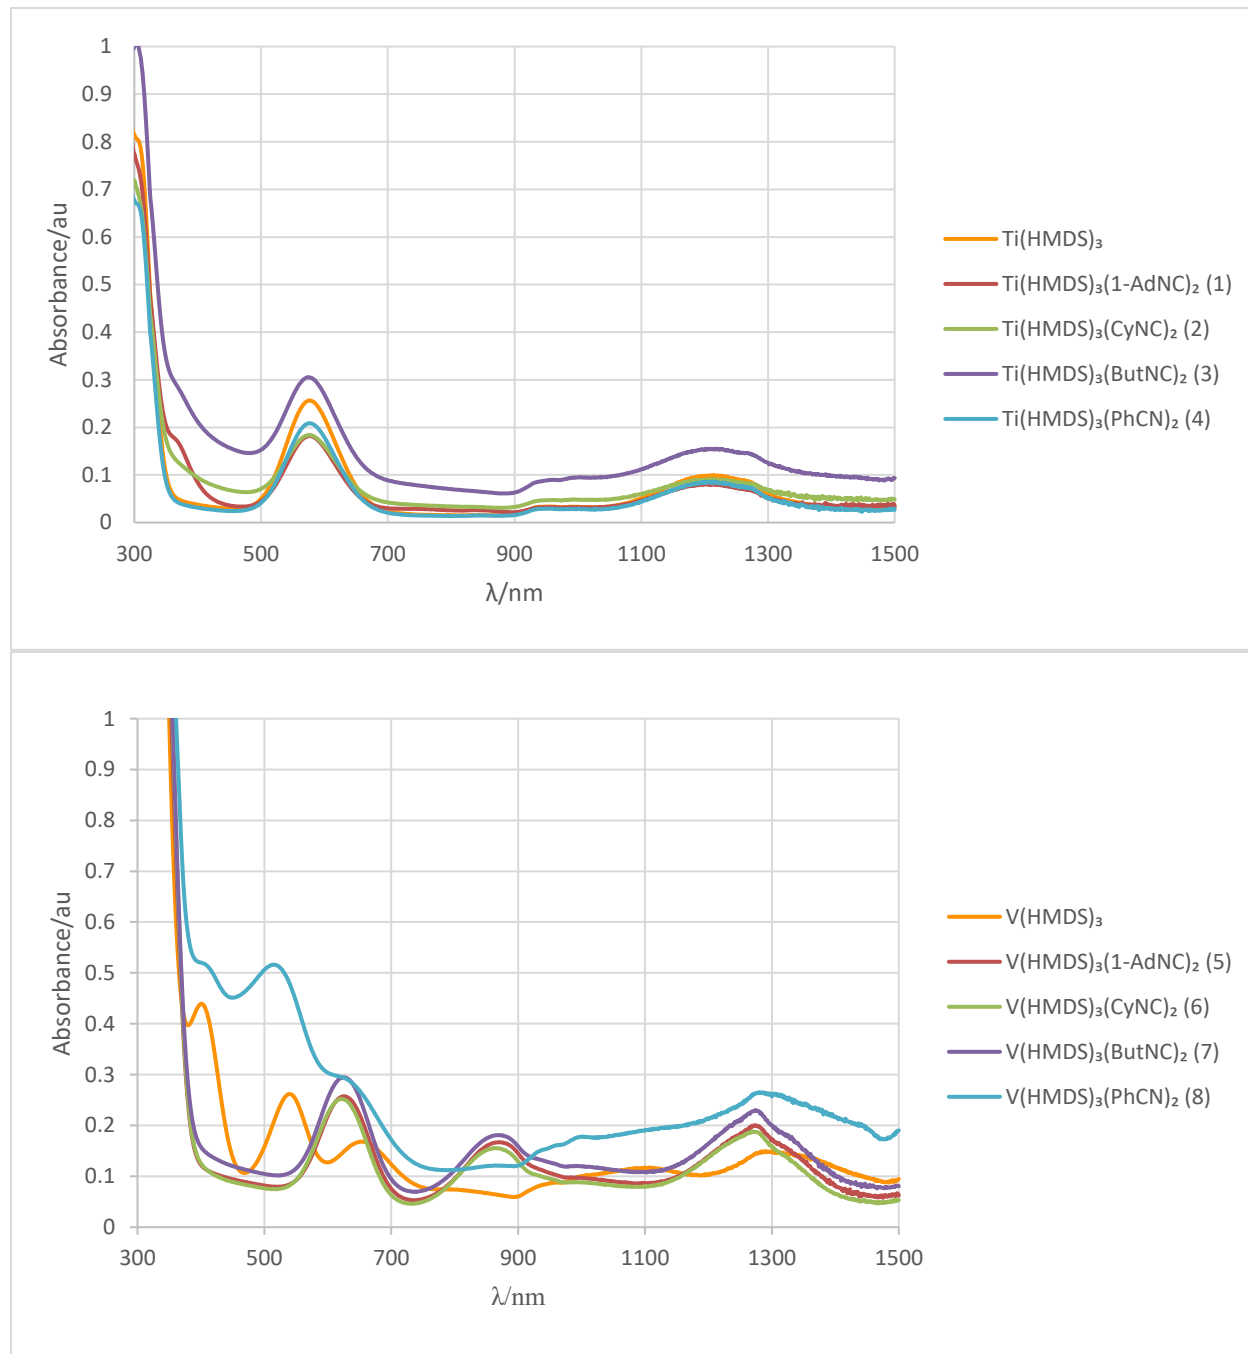 1
0.9
0.8
0.7
0.6
0.5
0.4
0.3
0.2
0.1
0
Absorbance/au
300 500 700 900 1100 1300 1500
λ/nm
Ti(HMDS)₃
Ti(HMDS)₃(1-AdNC)₂ (1)
Ti(HMDS)₃(CyNC)₂ (2)
Ti(HMDS)₃(ButNC)₂ (3)
Ti(HMDS)₃(PhCN)₂ (4)
1
0.9
0.8
0.7
0.6
0.5
0.4
0.3
0.2
0.1
0
Absorbance/au
300 500 700 900 1100 1300 1500
λ/nm
V(HMDS)₃
V(HMDS)₃(1-AdNC)₂ (5)
V(HMDS)₃(CyNC)₂ (6)
V(HMDS)₃(ButNC)₂ (7)
V(HMDS)₃(PhCN)₂ (8)